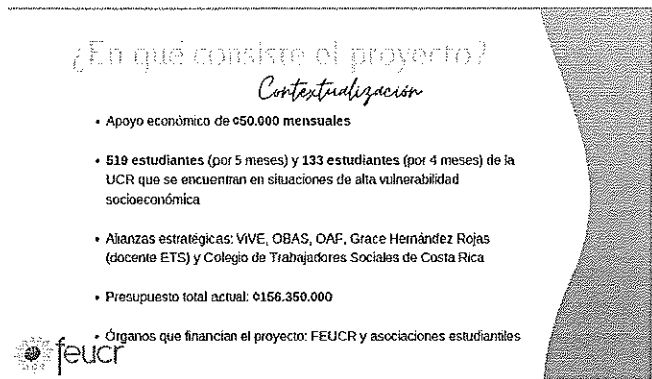 ¿En qué consiste el proyecto?
Contextualización
• Apoyo económico de ¢50.000 mensuales
• 519 estudiantes (por 5 meses) y 133 estudiantes (por 4 meses) de la
UCR que se encuentran en situaciones de alta vulnerabilidad
socioeconómica
• Alianzas estratégicas: ViVE, OBAS, OAF, Grace Hernández Rojas
(docente ETS) y Colegio de Trabajadores Sociales de Costa Rica
• Presupuesto total actual: ¢156.350.000
• Órganos que financian el proyecto: FEUCR y asociaciones estudiantiles
feucr